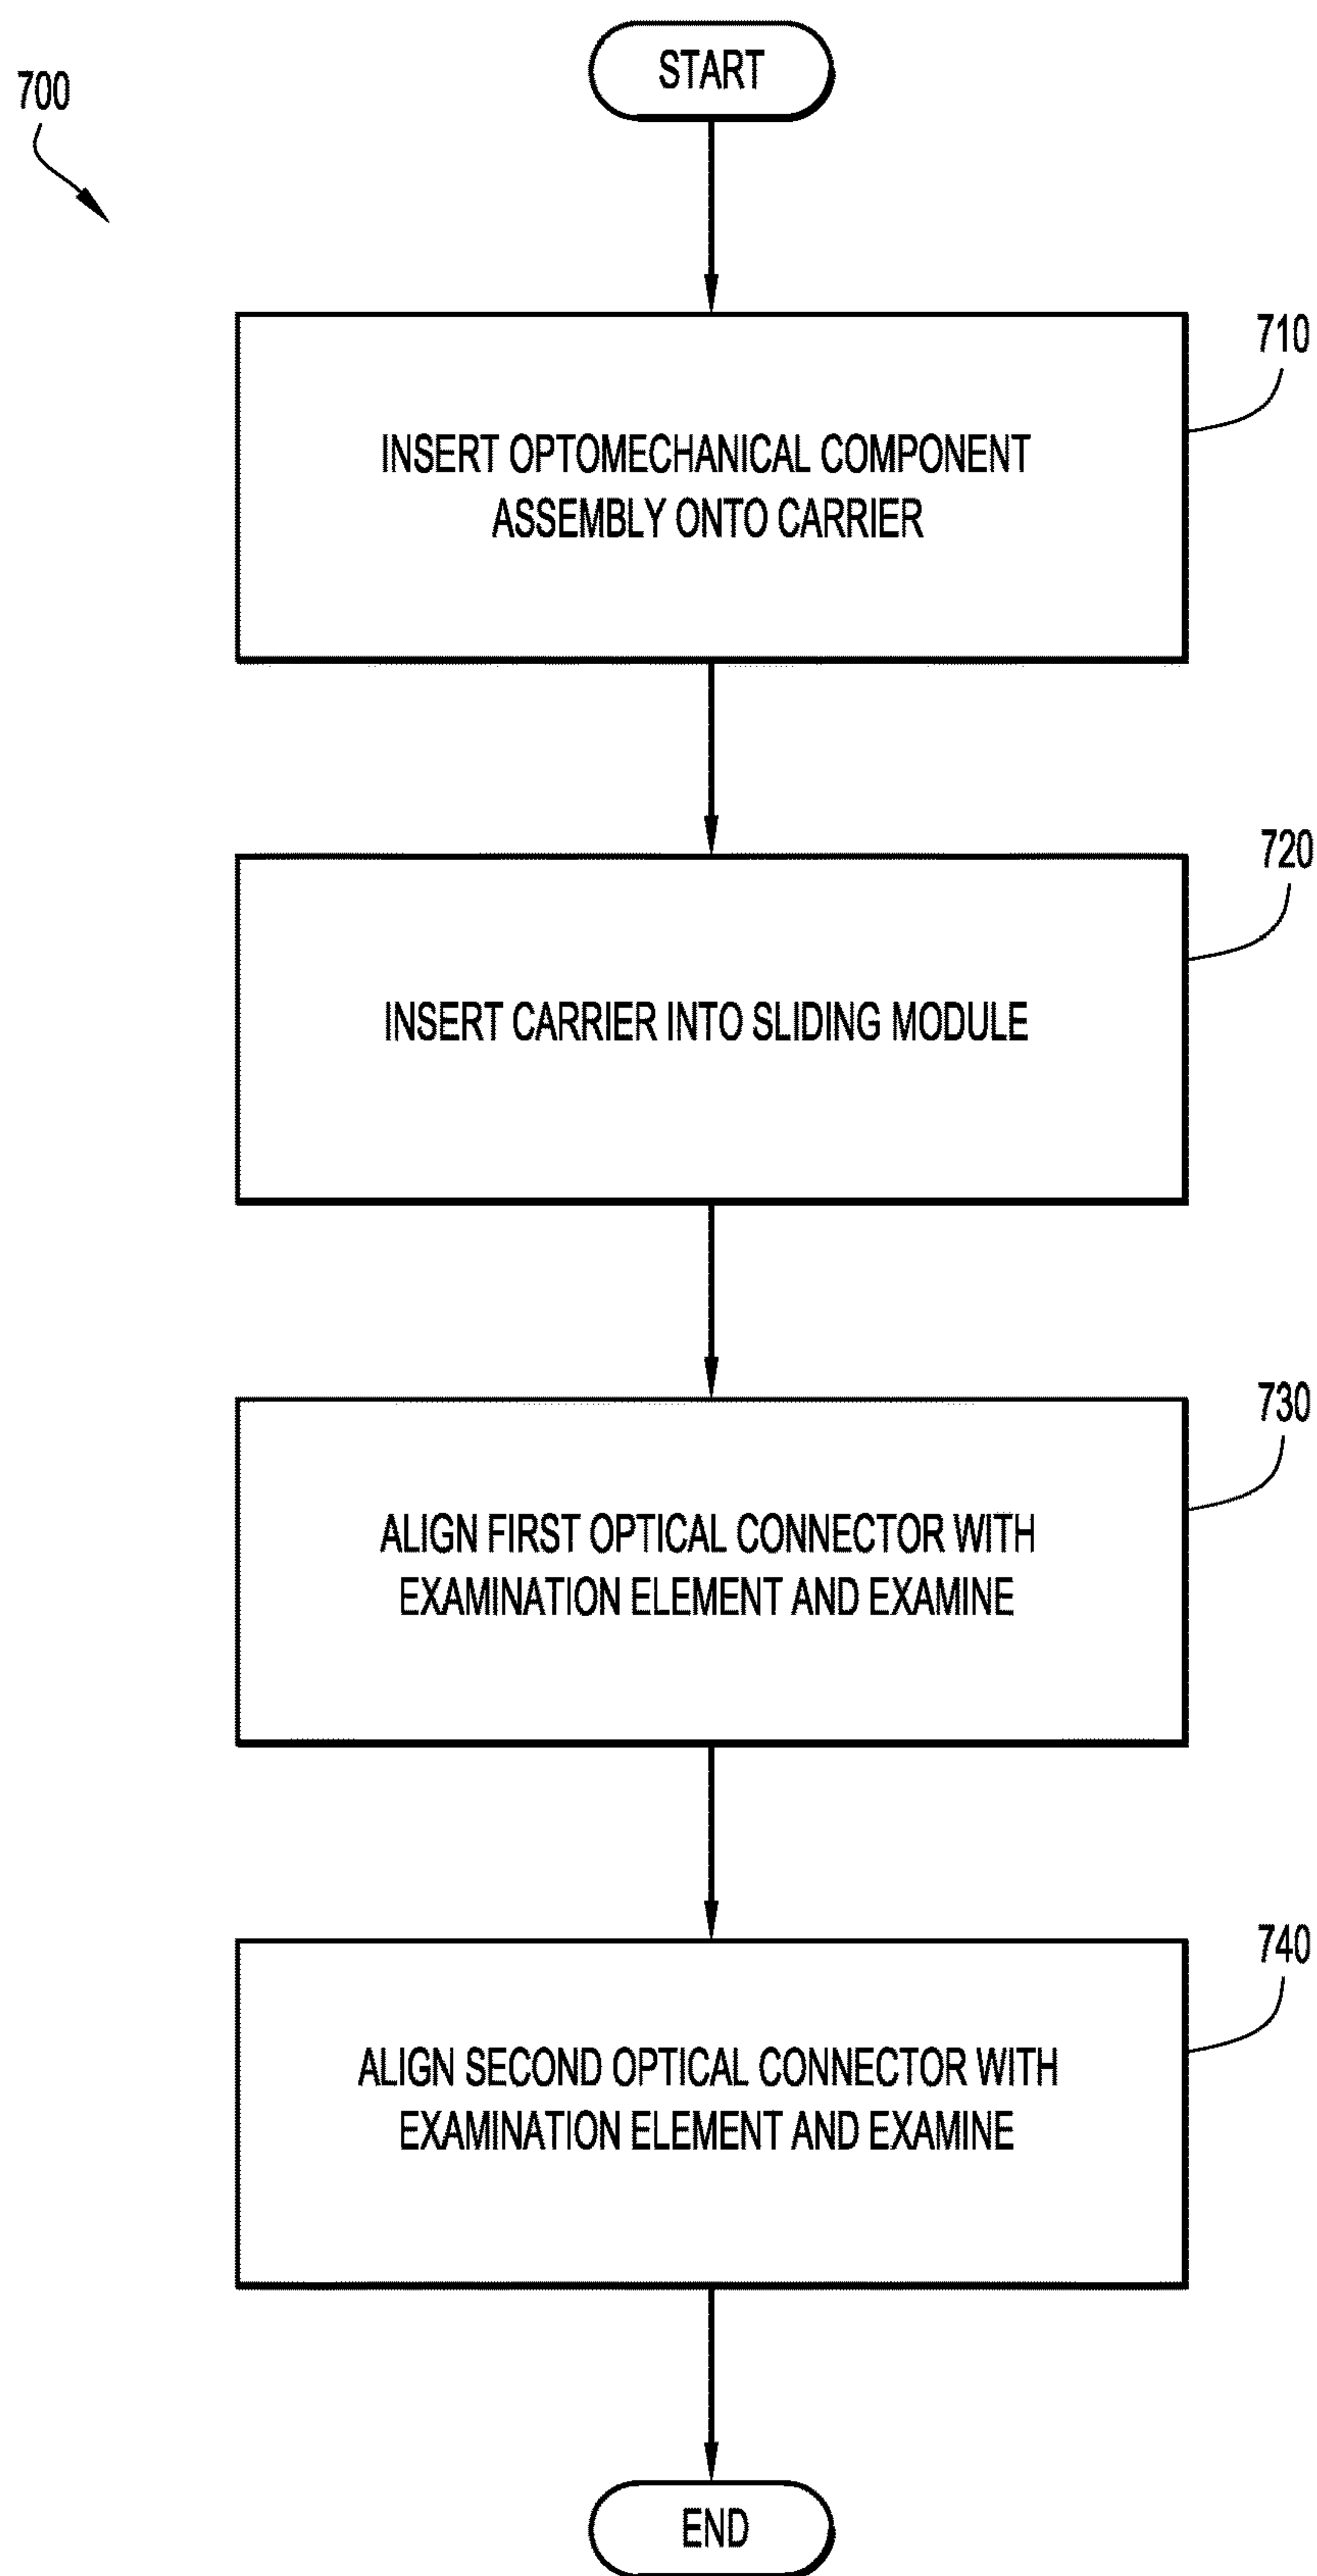 START
700
710
INSERT OPTOMECHANICAL COMPONENT
ASSEMBLY ONTO CARRIER
720
INSERT CARRIER INTO SLIDING MODULE
730
ALIGN FIRST OPTICAL CONNECTOR WITH
EXAMINATION ELEMENT AND EXAMINE
740
ALIGN SECOND OPTICAL CONNECTOR WITH
EXAMINATION ELEMENT AND EXAMINE
END